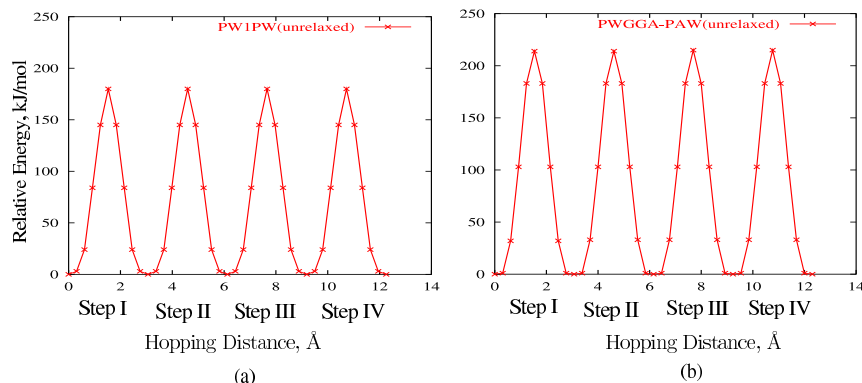 PW1PW(unrelaxed)
250
200
150
100
50
0
Relative Energy, kJ/mol
0 2 4 6 8 10 12 14
Step I Step II Step III Step IV
Hopping Distance, Å
(a)
PWGGA-PAW(unrelaxed)
250
200
150
100
50
0
0 2 4 6 8 10 12 14
Step I Step II Step III Step IV
Hopping Distance, Å
(b)